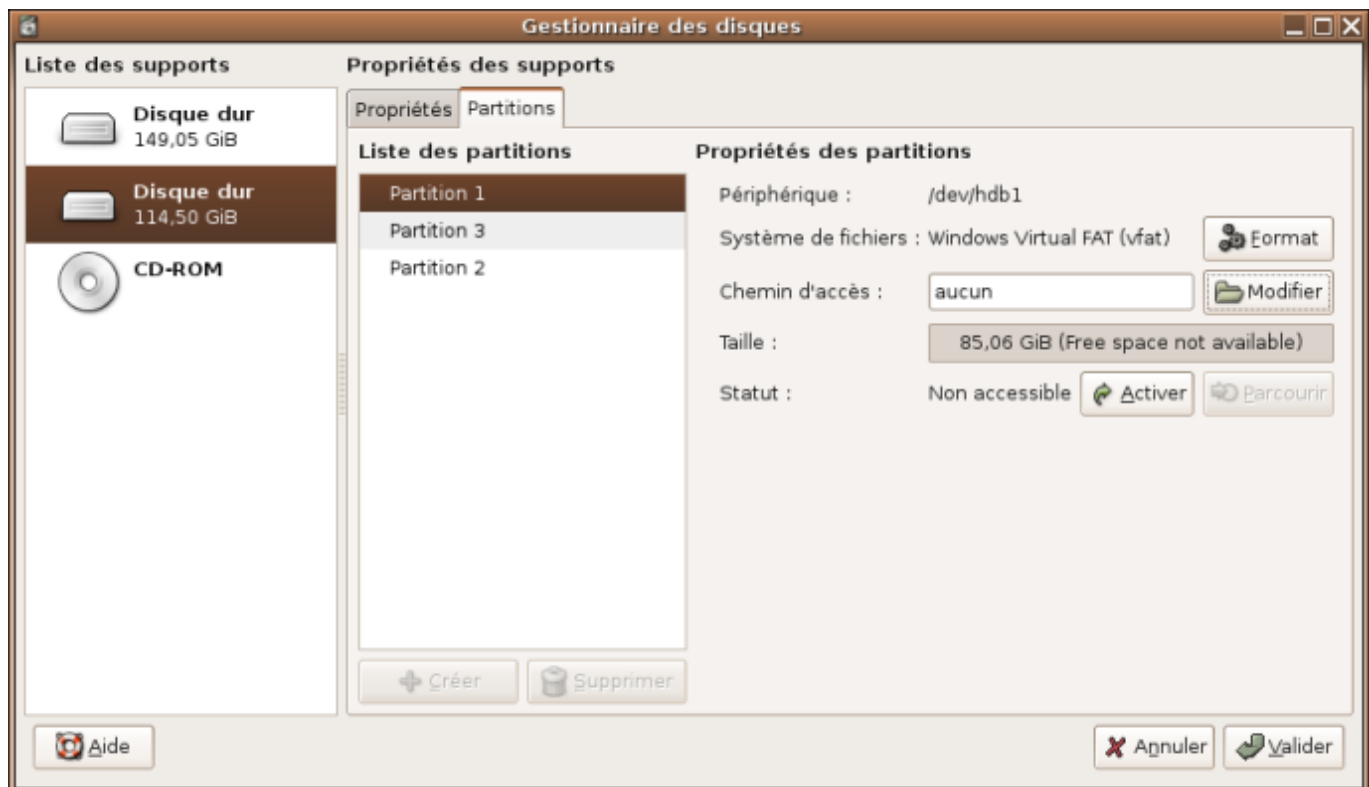 Gestionnaire des disques
Liste des supports
Disque dur
149,05 GiB
Disque dur
114,50 GiB
CD-ROM
Propriétés des supports
Propriétés Partitions
Liste des partitions
Partition 1
Partition 3
Partition 2
Créer Supprimer
Propriétés des partitions
Périphérique : /dev/hdb1
Système de fichiers : Windows Virtual FAT (vfat) Format
Chemin d'accès : aucun Modifier
Taille : 85,06 GiB (Free space not available)
Statut : Non accessible Activer Parcourir
Aide Annuler Valider